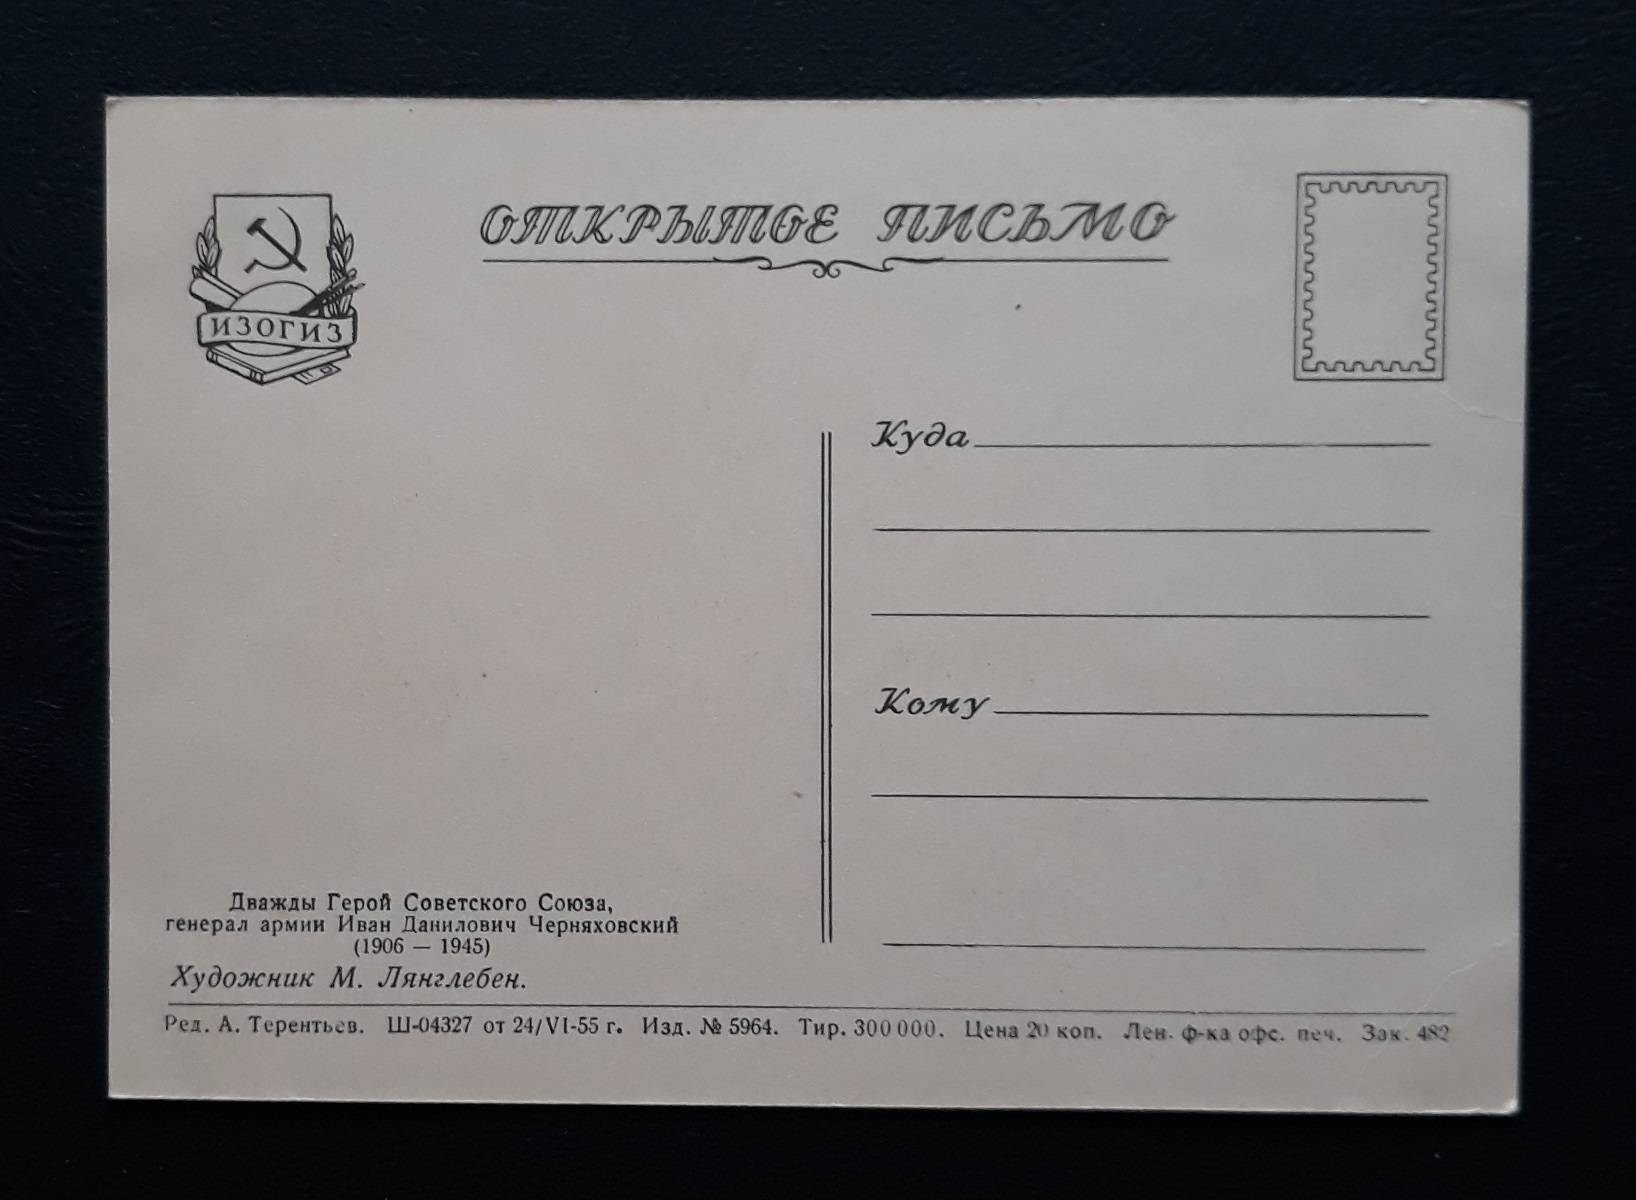 ИЗОГИЗ
ОТКРЫТОЕ ПИСЬМО
Куда
Кому
Дважды Герой Советского Союза,
генерал армии Иван Данилович Черняховский
(1906 — 1945)
Художник М. Лянглебен.
Ред. А. Терентьев. Ш-04327 от 24/VI-55 г. Изд. № 5964. Тир. 300 000. Цена 20 коп. Лен. ф-ка офс. печ. Зак. 482